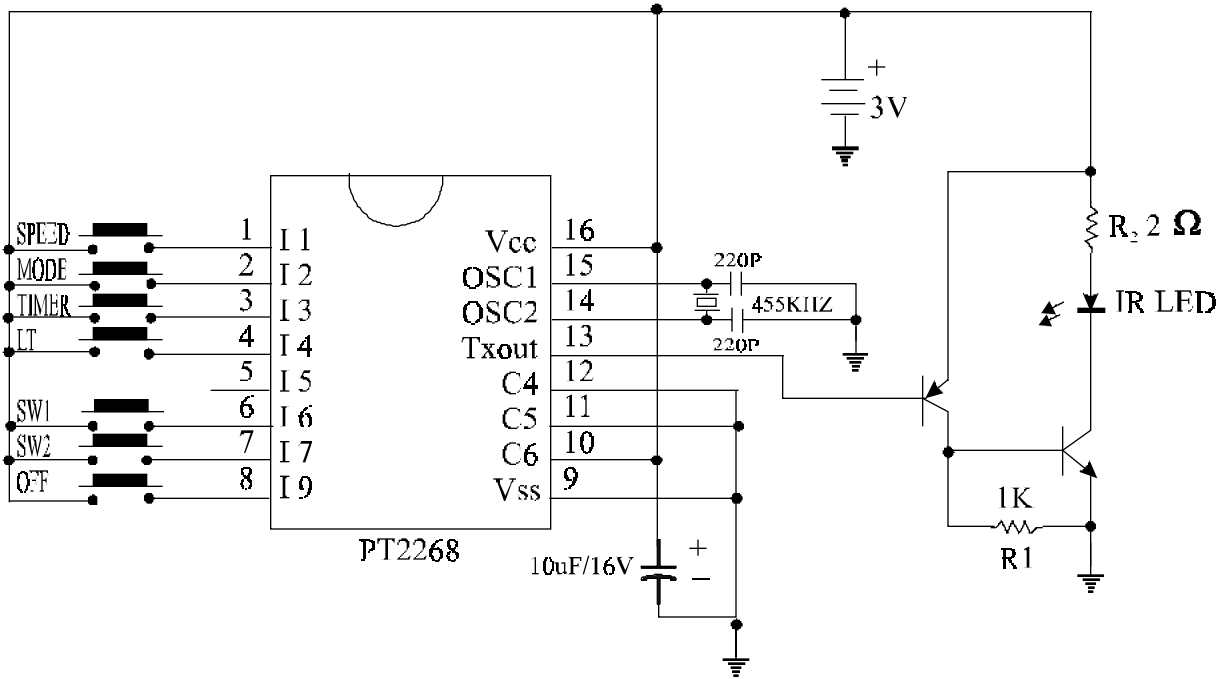 +
3V
SPEED
MODE
TIMER
LT
SW1
SW2
OFF
1
2
3
4
5
6
7
8
I 1
I 2
I 3
I 4
I 5
I 6
I 7
I 9
Vcc
OSC1
OSC2
Txout
C4
C5
C6
Vss
16
15
14
13
12
11
10
9
PT2268
220P
455KHZ
220P
R2 2 Ω
IR LED
1K
R1
10uF/16V
+
−